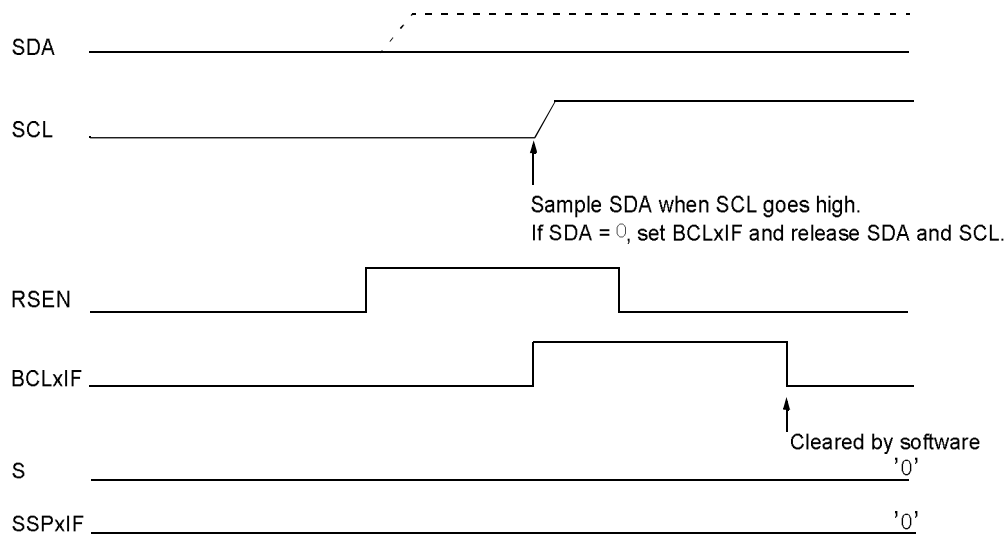 SDA
SCL
Sample SDA when SCL goes high.
If SDA = 0, set BCLxIF and release SDA and SCL.
RSEN
BCLxIF
Cleared by software
S
'0'
SSPxIF
'0'